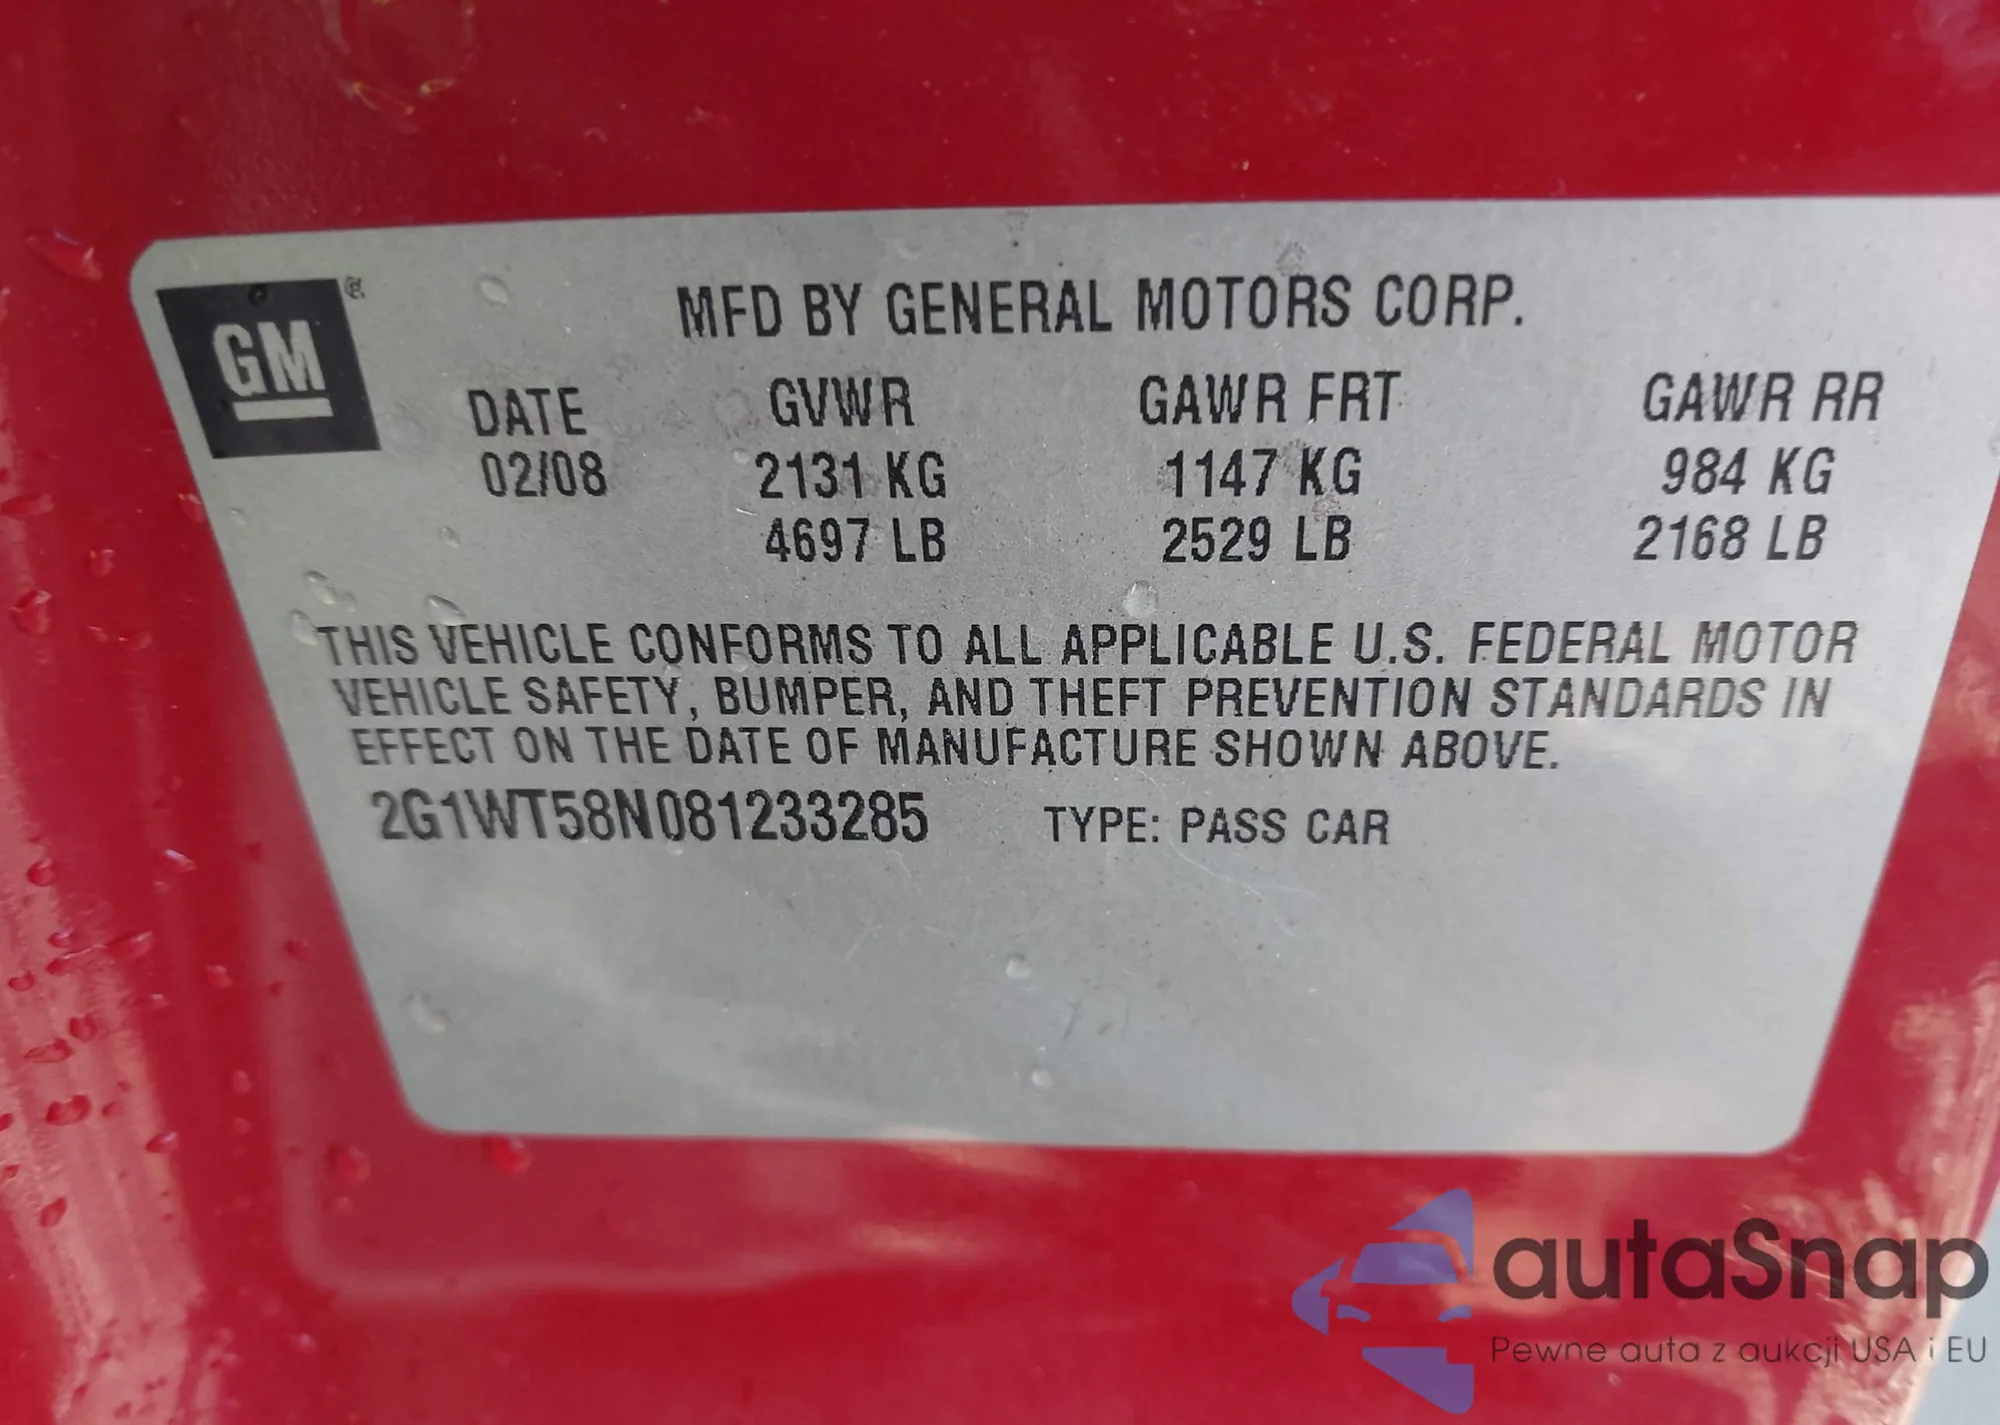 GM ®
MFD BY GENERAL MOTORS CORP.
DATE GVWR GAWR FRT GAWR RR
02/08 2131 KG 1147 KG 984 KG
4697 LB 2529 LB 2168 LB
THIS VEHICLE CONFORMS TO ALL APPLICABLE U.S. FEDERAL MOTOR
VEHICLE SAFETY, BUMPER, AND THEFT PREVENTION STANDARDS IN
EFFECT ON THE DATE OF MANUFACTURE SHOWN ABOVE.
2G1WT58N081233285 TYPE: PASS CAR
autaSnap
Pewne auta z aukcji USA i EU